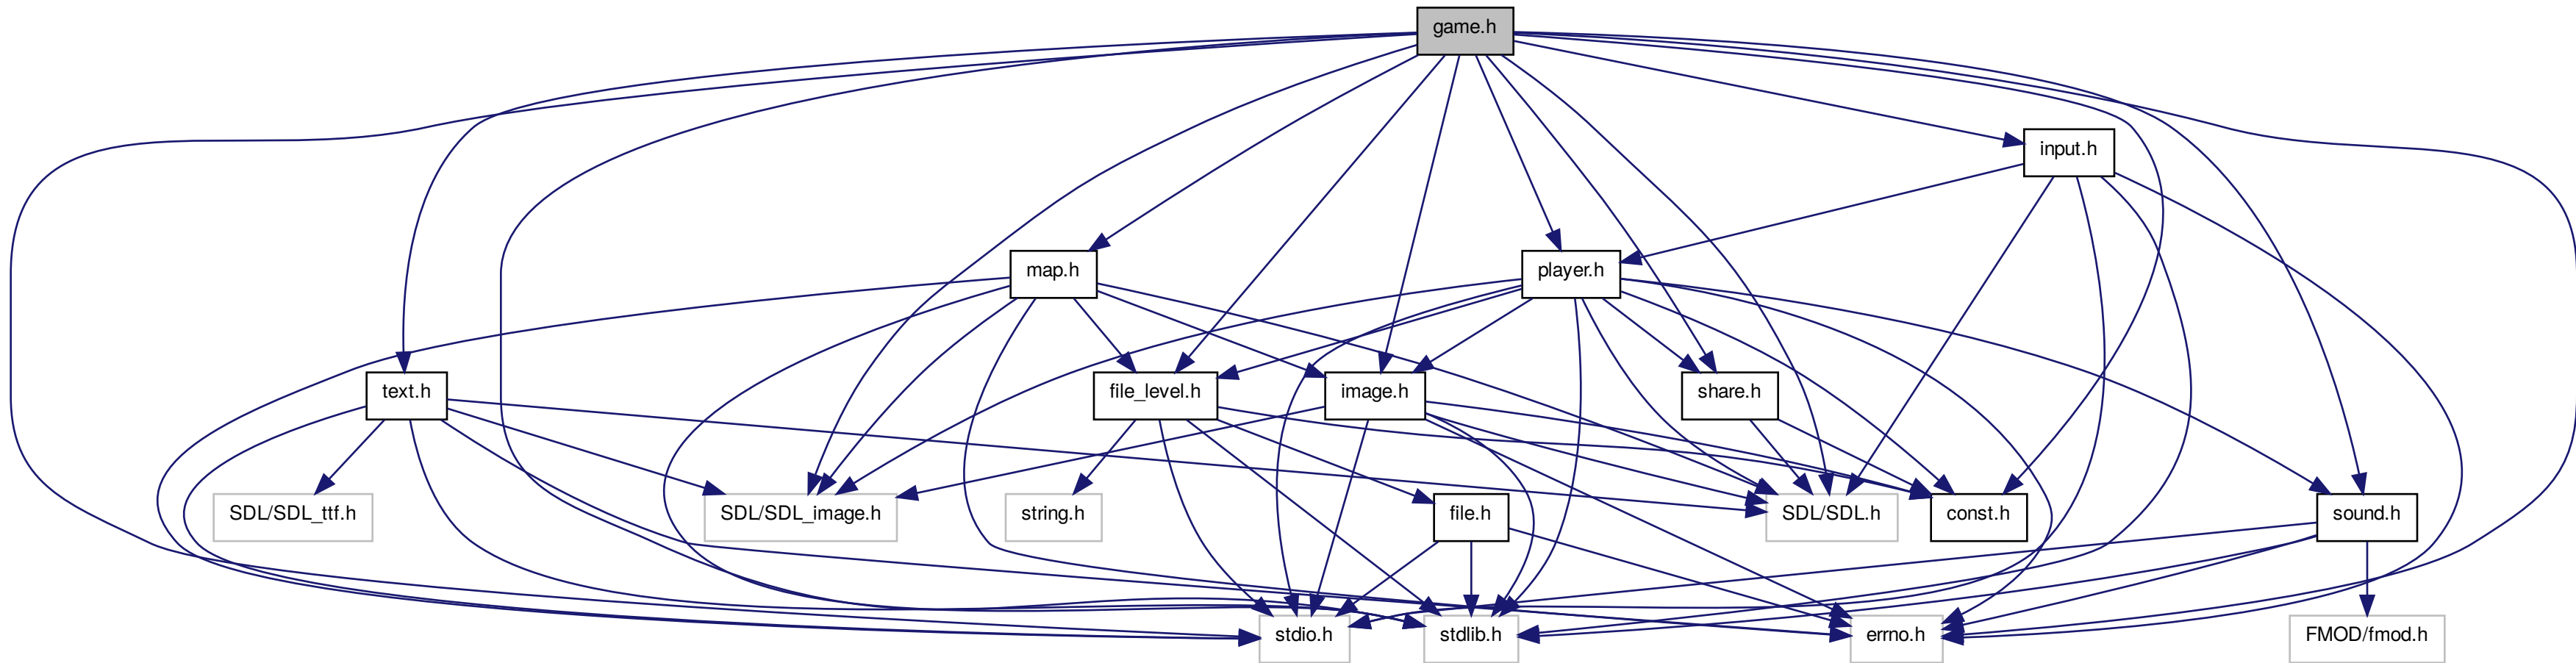 game.h
input.h
map.h
player.h
text.h
file_level.h
image.h
share.h
SDL/SDL_ttf.h
SDL/SDL_image.h
string.h
file.h
SDL/SDL.h
const.h
sound.h
stdio.h
stdlib.h
errno.h
FMOD/fmod.h